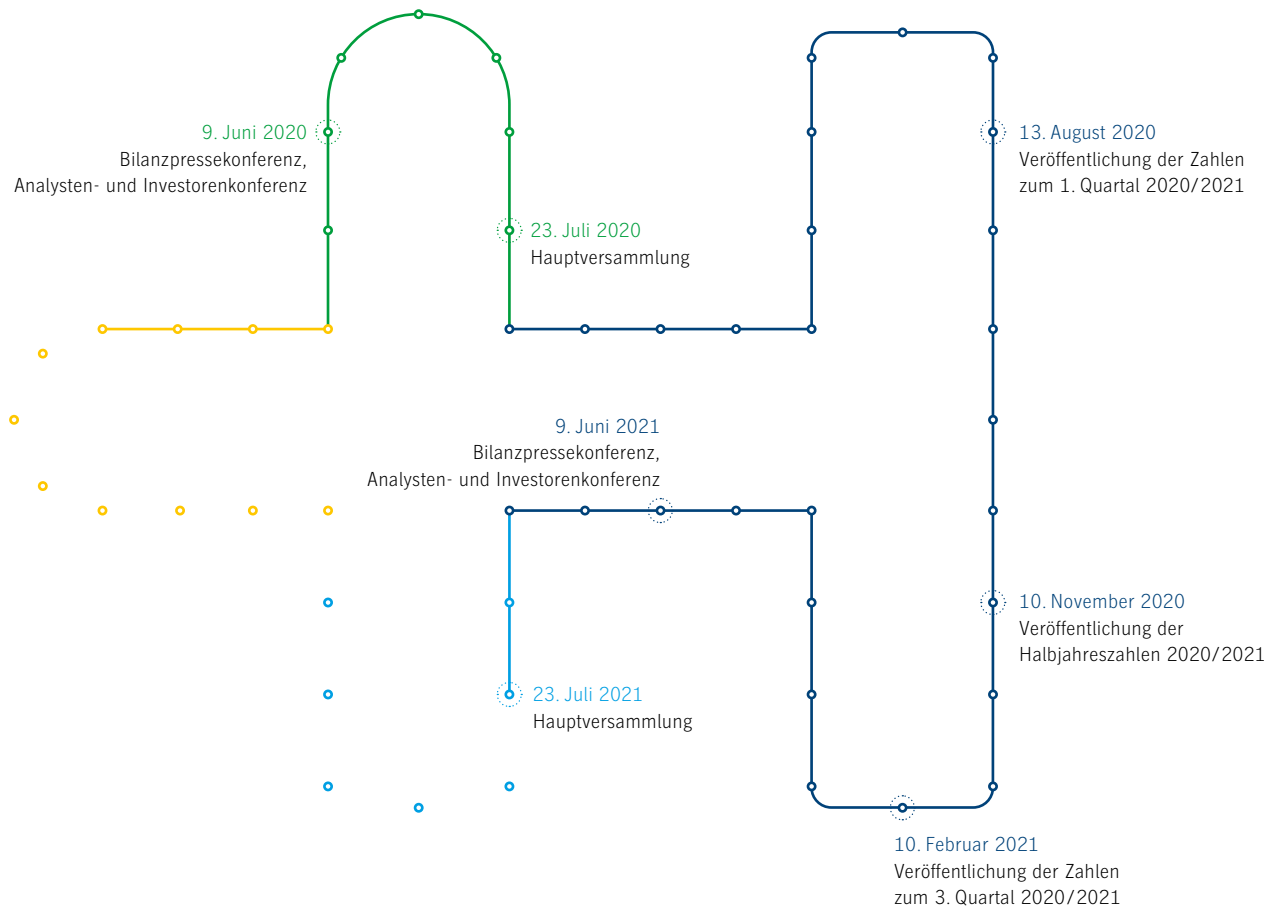 9. Juni 2020
Bilanzpressekonferenz,
Analysten- und Investorenkonferenz
23. Juli 2020
Hauptversammlung
13. August 2020
Veröffentlichung der Zahlen
zum 1. Quartal 2020/2021
10. November 2020
Veröffentlichung der
Halbjahreszahlen 2020/2021
10. Februar 2021
Veröffentlichung der Zahlen
zum 3. Quartal 2020/2021
9. Juni 2021
Bilanzpressekonferenz,
Analysten- und Investorenkonferenz
23. Juli 2021
Hauptversammlung